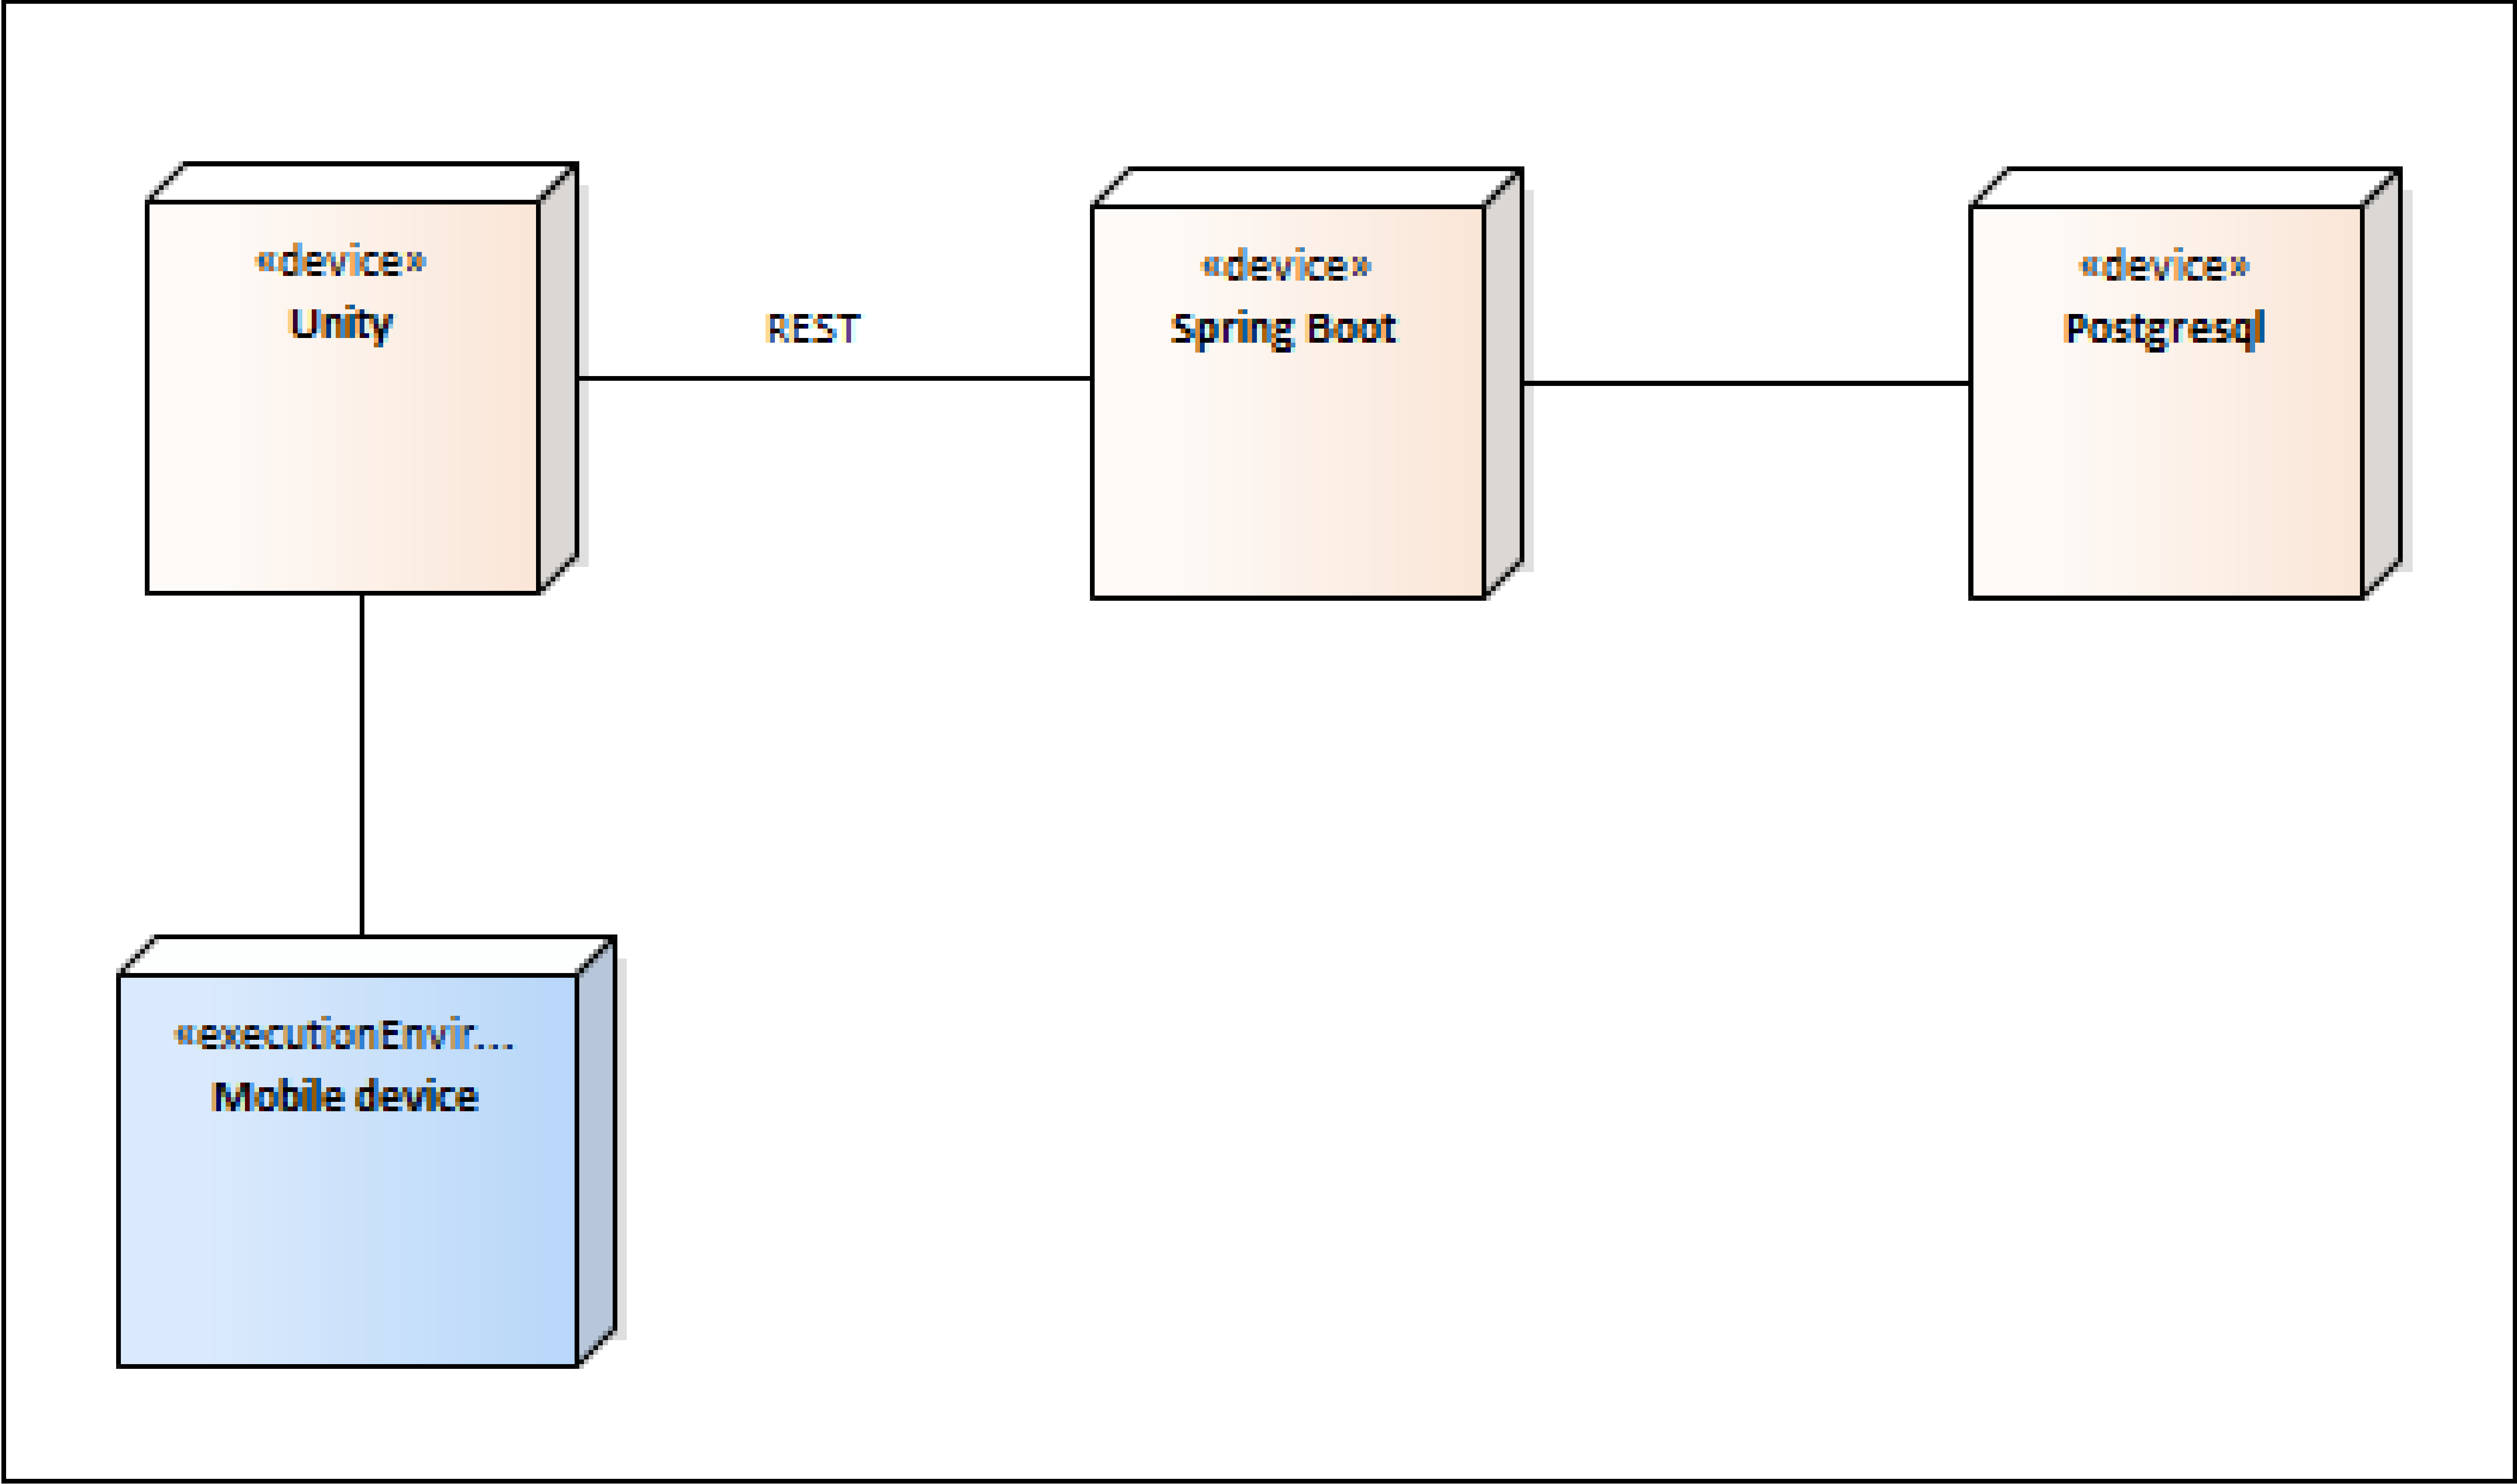 «device»
Unity
REST
«device»
Spring Boot
«device»
Postgresql
«executionEnvir...
Mobile device